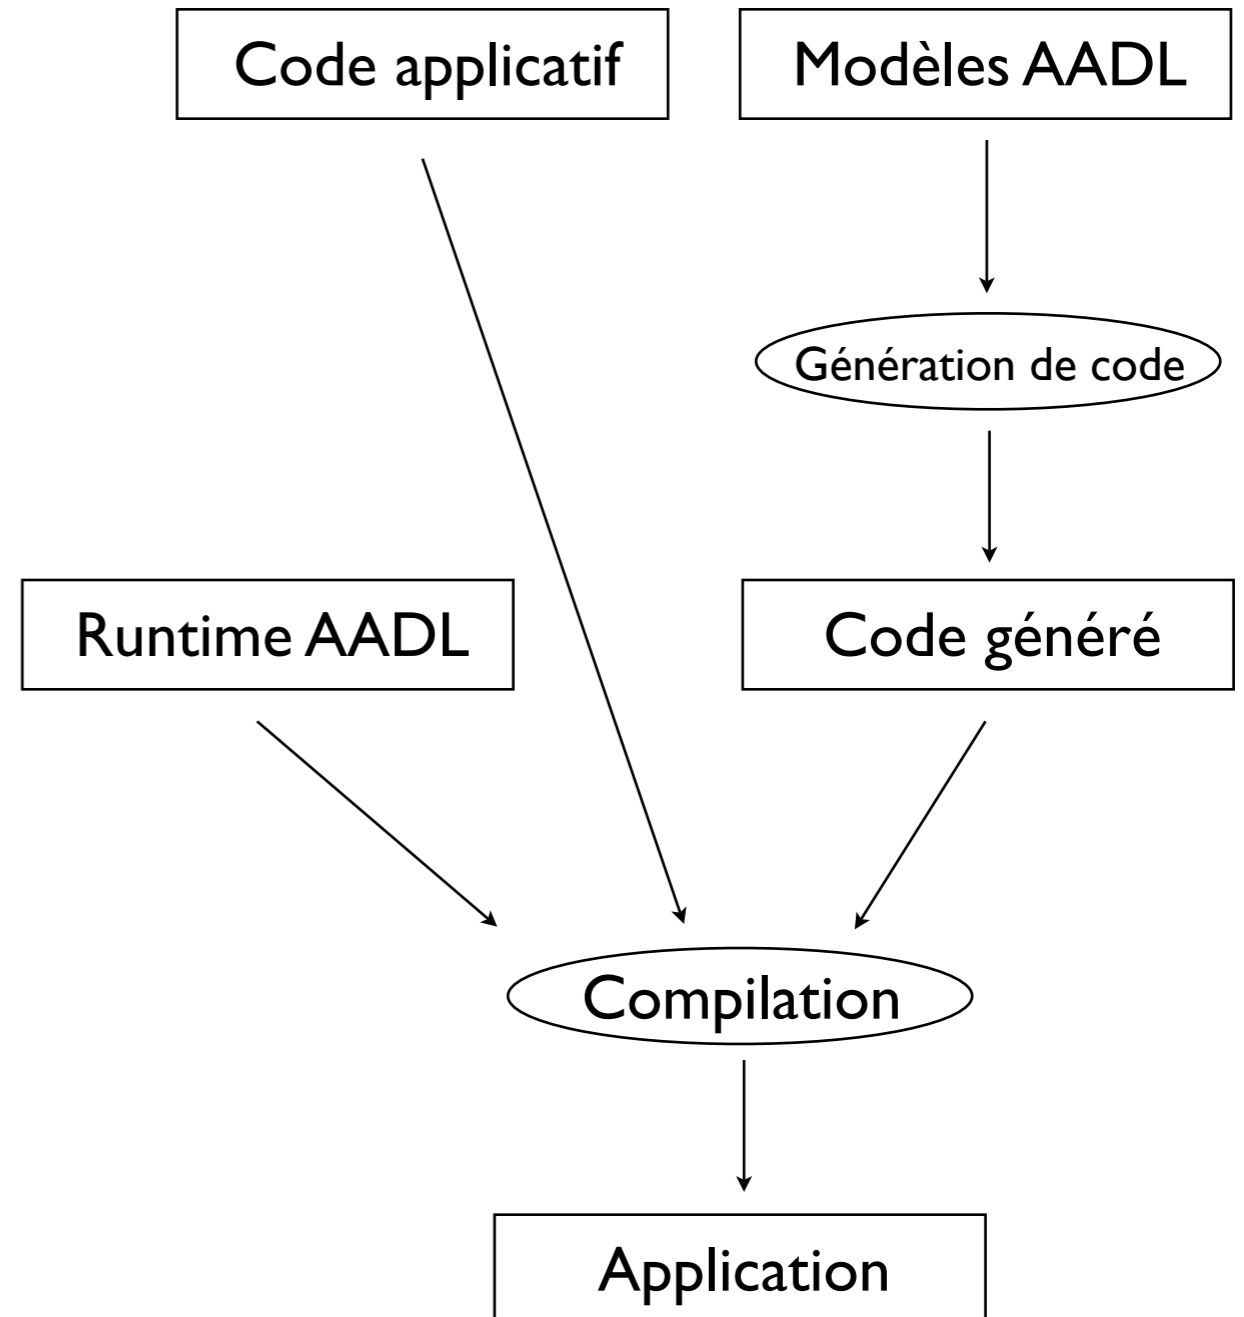 Code applicatif
Modèles AADL
Génération de code
Runtime AADL
Code généré
Compilation
Application